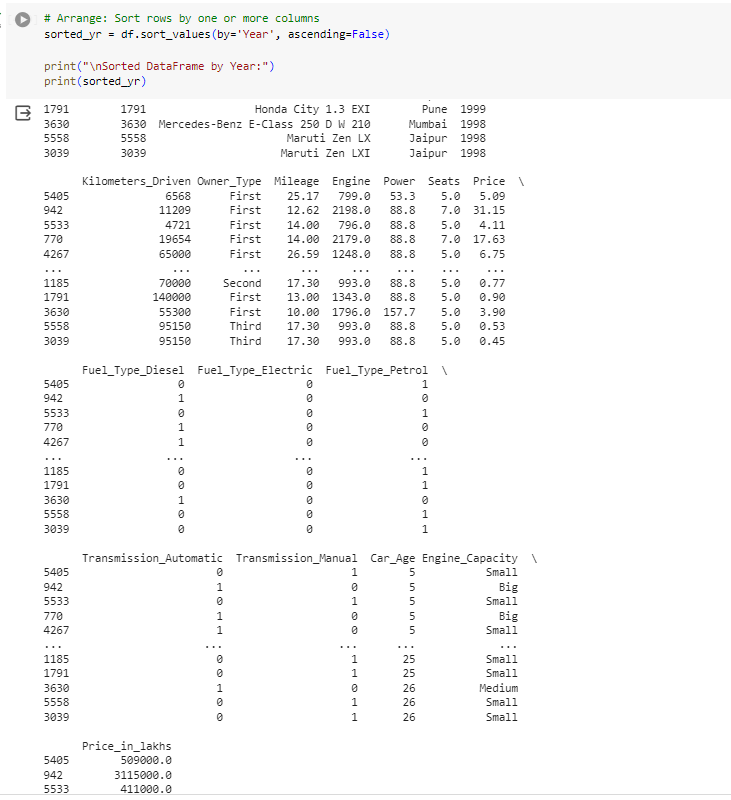 # Arrange: Sort rows by one or more columns
sorted_yr = df.sort_values(by='Year', ascending=False)
print("\nSorted DataFrame by Year:")
print(sorted_yr)
1791 1791 Honda City 1.3 EXI Pune 1999
3630 3630 Mercedes-Benz E-Class 250 D W 210 Mumbai 1998
5558 5558 Maruti Zen LX Jaipur 1998
3039 3039 Maruti Zen LXI Jaipur 1998
Kilometers_Driven Owner_Type Mileage Engine Power Seats Price \
5405 6568 First 25.17 799.0 53.3 5.0 5.09
942 11209 First 12.62 2198.0 88.8 7.0 31.15
5533 4721 First 14.00 796.0 88.8 5.0 4.11
770 19654 First 14.00 2179.0 88.8 7.0 17.63
4267 65000 First 26.59 1248.0 88.8 5.0 6.75
... ... ... ... ... ... ... ...
1185 70000 Second 17.30 993.0 88.8 5.0 0.77
1791 140000 First 13.00 1343.0 88.8 5.0 0.90
3630 55300 First 10.00 1796.0 157.7 5.0 3.90
5558 95150 Third 17.30 993.0 88.8 5.0 0.53
3039 95150 Third 17.30 993.0 88.8 5.0 0.45
Fuel_Type_Diesel Fuel_Type_Electric Fuel_Type_Petrol \
5405 0 0 1
942 1 0 0
5533 0 0 1
770 1 0 0
4267 1 0 0
... ... ... ...
1185 0 0 1
1791 0 0 1
3630 1 0 0
5558 0 0 1
3039 0 0 1
Transmission_Automatic Transmission_Manual Car_Age Engine_Capacity \
5405 0 1 5 Small
942 1 0 5 Big
5533 0 1 5 Small
770 1 0 5 Big
4267 1 0 5 Small
... ... ... ... ...
1185 0 1 25 Small
1791 0 1 25 Small
3630 1 0 26 Medium
5558 0 1 26 Small
3039 0 1 26 Small
Price_in_lakhs
5405 509000.0
942 3115000.0
5533 411000.0